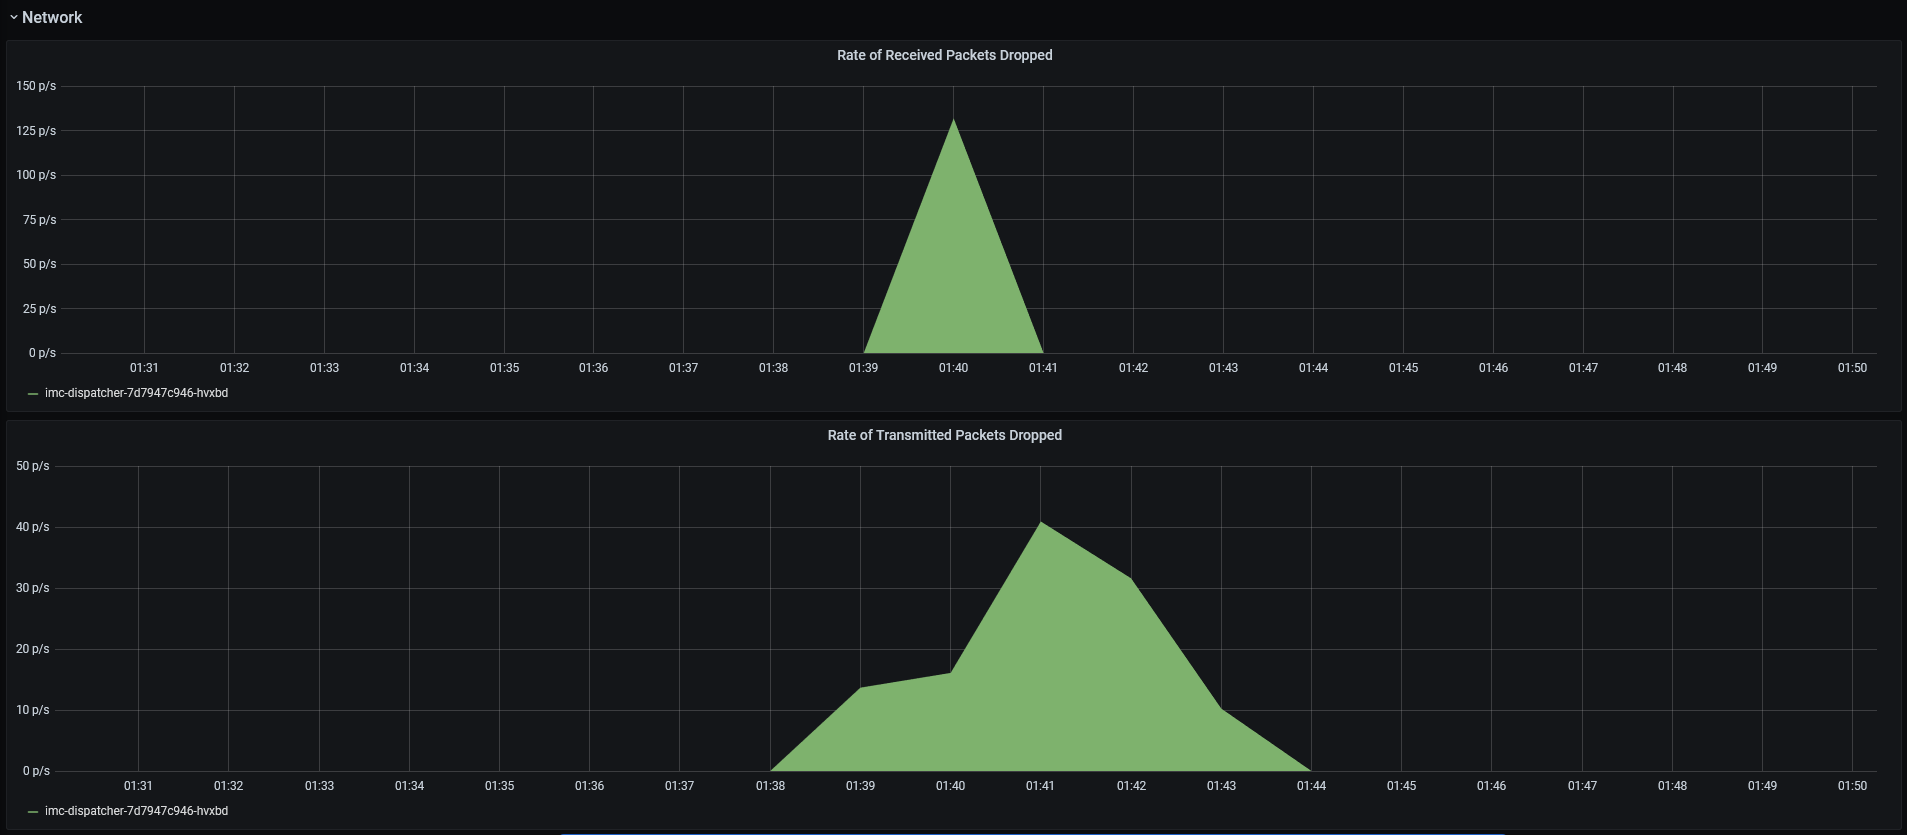 Network
Rate of Received Packets Dropped
150 p/s
125 p/s
100 p/s
75 p/s
50 p/s
25 p/s
0 p/s
01:31 01:32 01:33 01:34 01:35 01:36 01:37 01:38 01:39 01:40 01:41 01:42 01:43 01:44 01:45 01:46 01:47 01:48 01:49 01:50
imc-dispatcher-7d7947c946-hvxbd
Rate of Transmitted Packets Dropped
50 p/s
40 p/s
30 p/s
20 p/s
10 p/s
0 p/s
01:31 01:32 01:33 01:34 01:35 01:36 01:37 01:38 01:39 01:40 01:41 01:42 01:43 01:44 01:45 01:46 01:47 01:48 01:49 01:50
imc-dispatcher-7d7947c946-hvxbd